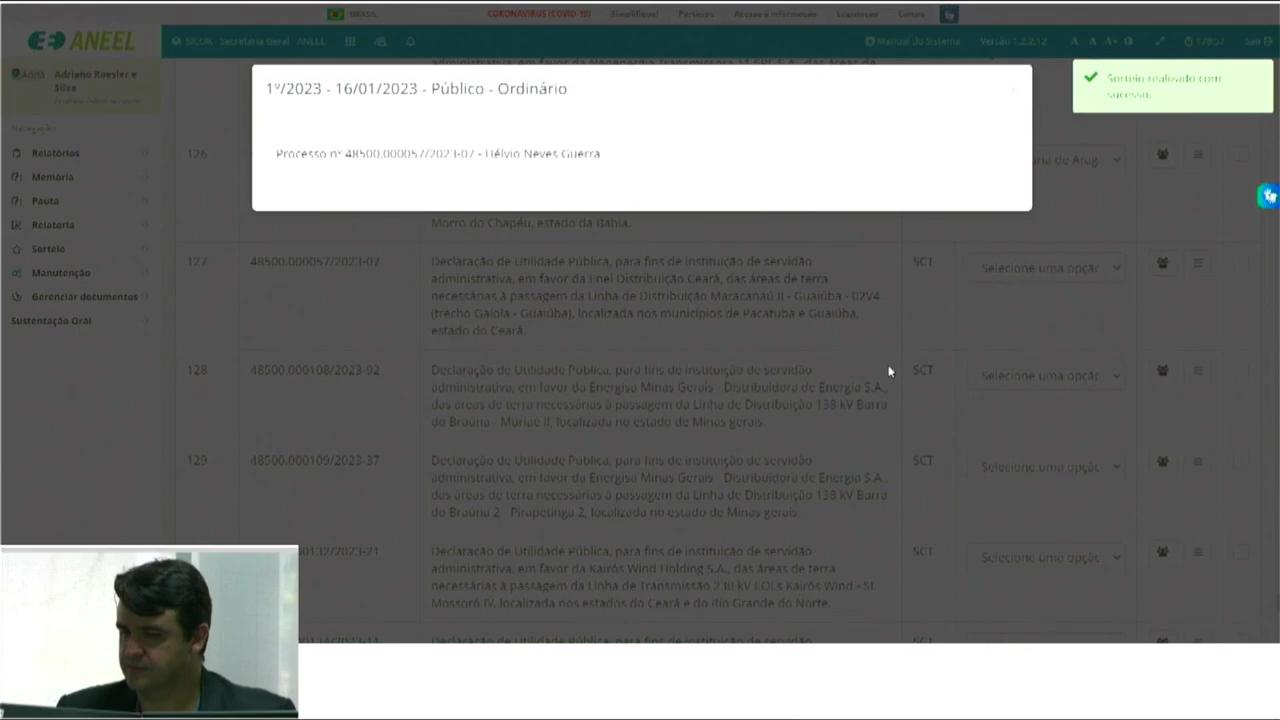 BRASIL
CORONAVÍRUS (COVID-19)
Simplifique!
Participe
Acesso à informação
Legislação
Canais
ANEEL
SICOR - Secretaria Geral - ANEEL
Manual do Sistema
Versão 1.2.2.12
A A A+
Sair
Adriano Roesler e
Silva
Navegação
Relatórios
Memória
Pauta
Relatoria
Sorteio
Manutenção
Gerenciar documentos
Sustentação Oral
1º/2023 - 16/01/2023 - Público - Ordinário
Processo nº 48500.000057/2023-07 - Hélvio Neves Guerra
Sorteio realizado com
sucesso.
126
Morro do Chapéu, estado da Bahia.
127
48500.000057/2023-07
Declaração de Utilidade Pública, para fins de instituição de servidão
administrativa, em favor da Enel Distribuição Ceará, das áreas de terra
necessárias à passagem da Linha de Distribuição Maracanaú II - Guaiúba - 02V4
(trecho Gaiola - Guaiúba), localizada nos municípios de Pacatuba e Guaiúba,
estado do Ceará.
SCT
Selecione uma opção
128
48500.000108/2023-92
Declaração de Utilidade Pública, para fins de instituição de servidão
administrativa, em favor da Energisa Minas Gerais - Distribuidora de Energia S.A.,
das áreas de terra necessárias à passagem da Linha de Distribuição 138 kV Barra
do Braúna - Muriaé II, localizada no estado de Minas gerais.
SCT
Selecione uma opção
129
48500.000109/2023-37
Declaração de Utilidade Pública, para fins de instituição de servidão
administrativa, em favor da Energisa Minas Gerais - Distribuidora de Energia S.A.,
das áreas de terra necessárias à passagem da Linha de Distribuição 138 kV Barra
do Braúna 2 - Pirapetinga 2, localizada no estado de Minas gerais.
SCT
Selecione uma opção
Declaração de Utilidade Pública, para fins de instituição de servidão
administrativa, em favor da Kairós Wind Holding S.A., das áreas de terra
necessárias à passagem da Linha de Transmissão 230 kV EOLs Kairós Wind - SE
Mossoró IV, localizada nos estados do Ceará e do Rio Grande do Norte.
SCT
Selecione uma opção